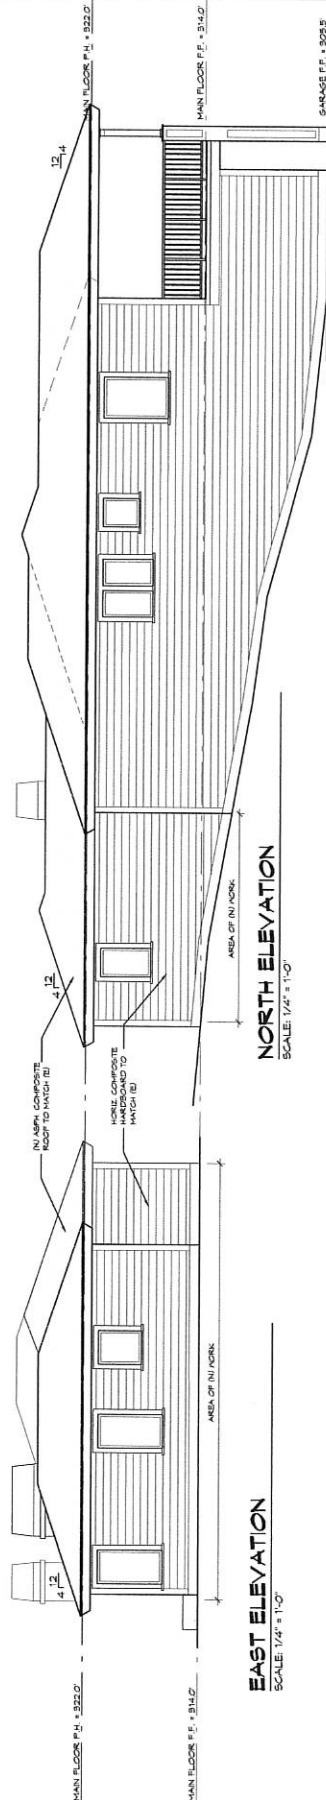 MAIN FLOOR P.H. = 322.0'
MAIN FLOOR F.F. = 314.0'
4
12
(N) ASPH. COMPOSITE
ROOF TO MATCH (E)
HORIZ. COMPOSITE
HARDBOARD TO
MATCH (E)
AREA OF (N) WORK
EAST ELEVATION
SCALE: 1/4" = 1'-0"
4
12
AREA OF (N) WORK
NORTH ELEVATION
SCALE: 1/4" = 1'-0"
12
4
MAIN FLOOR P.H. = 322.0'
MAIN FLOOR F.F. = 314.0'
GARAGE F.F. = 305.5'